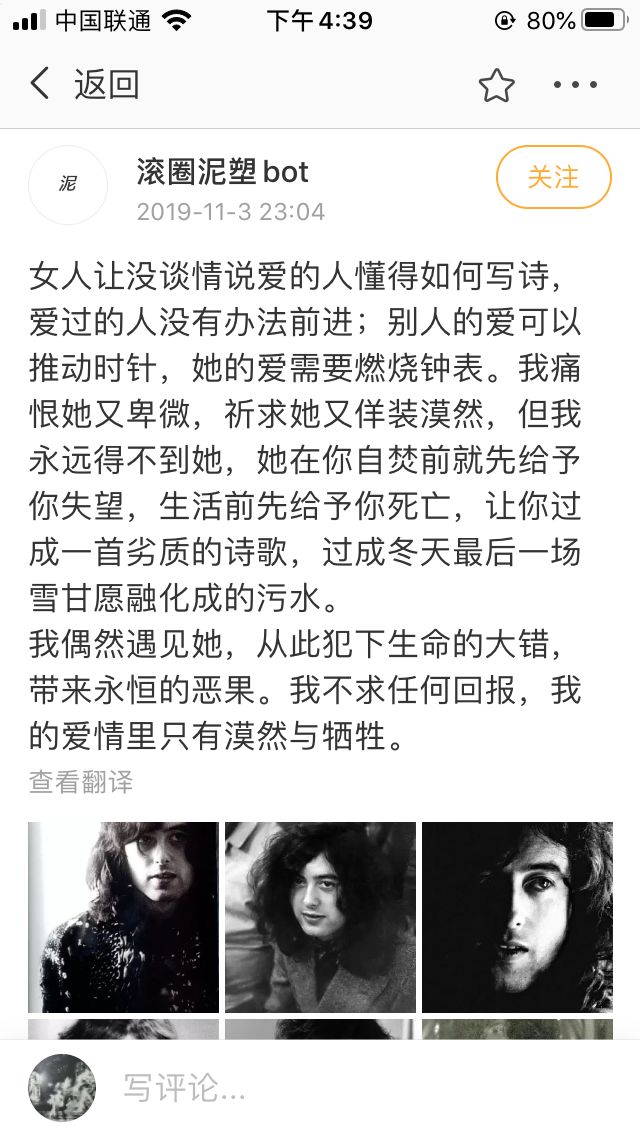 中国联通 下午4:39 80%
返回
泥
滚圈泥塑bot
2019-11-3 23:04
关注
女人让没谈情说爱的人懂得如何写诗，
爱过的人没有办法前进；别人的爱可以
推动时针，她的爱需要燃烧钟表。我痛
恨她又卑微，祈求她又佯装漠然，但我
永远得不到她，她在你自焚前就先给予
你失望，生活前先给予你死亡，让你过
成一首劣质的诗歌，过成冬天最后一场
雪甘愿融化成的污水。
我偶然遇见她，从此犯下生命的大错，
带来永恒的恶果。我不求任何回报，我
的爱情里只有漠然与牺牲。
查看翻译
写评论...